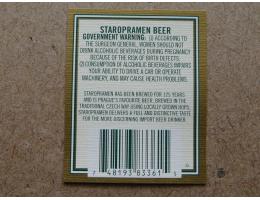 STAROPRAMEN BEER
GOVERNMENT WARNING: (1) ACCORDING TO
THE SURGEON GENERAL, WOMEN SHOULD NOT
DRINK ALCOHOLIC BEVERAGES DURING PREGNANCY
BECAUSE OF THE RISK OF BIRTH DEFECTS.
(2) CONSUMPTION OF ALCOHOLIC BEVERAGES IMPAIRS
YOUR ABILITY TO DRIVE A CAR OR OPERATE
MACHINERY, AND MAY CAUSE HEALTH PROBLEMS.
STAROPRAMEN HAS BEEN BREWED FOR 125 YEARS
AND IS PRAGUE'S FAVOURITE BEER, BREWED IN THE
TRADITIONAL CZECH WAY USING LOCALLY GROWN HOPS,
STAROPRAMEN DELIVERS A FULL AND DISTINCTIVE TASTE
FOR THE MORE DISCERNING IMPORT BEER DRINKER.
7 48193 83361 5